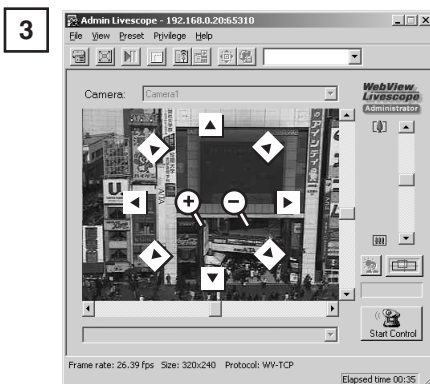 3
Admin Livescope - 192.168.0.20:65310
File View Preset Privilege Help
Camera: Camera1
WebView
Livescope
Administrator
ALTA
Start Control
Frame rate: 26.39 fps Size: 320x240 Protocol: WV-TCP
Elapsed time 00:35